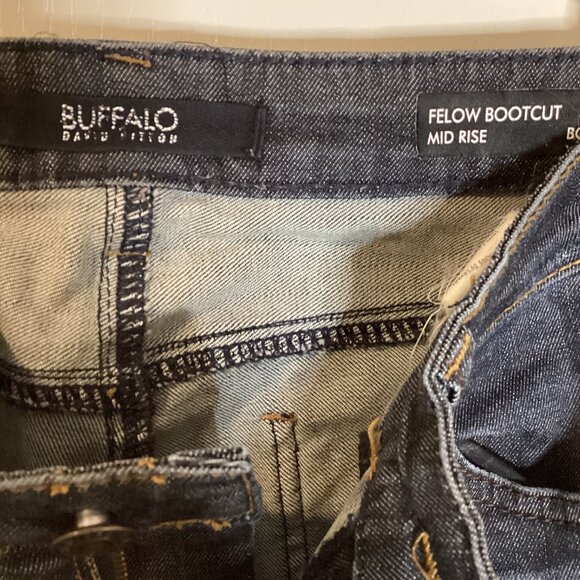 BUFFALO
DAVID BITTON
FELOW BOOTCUT
MID RISE